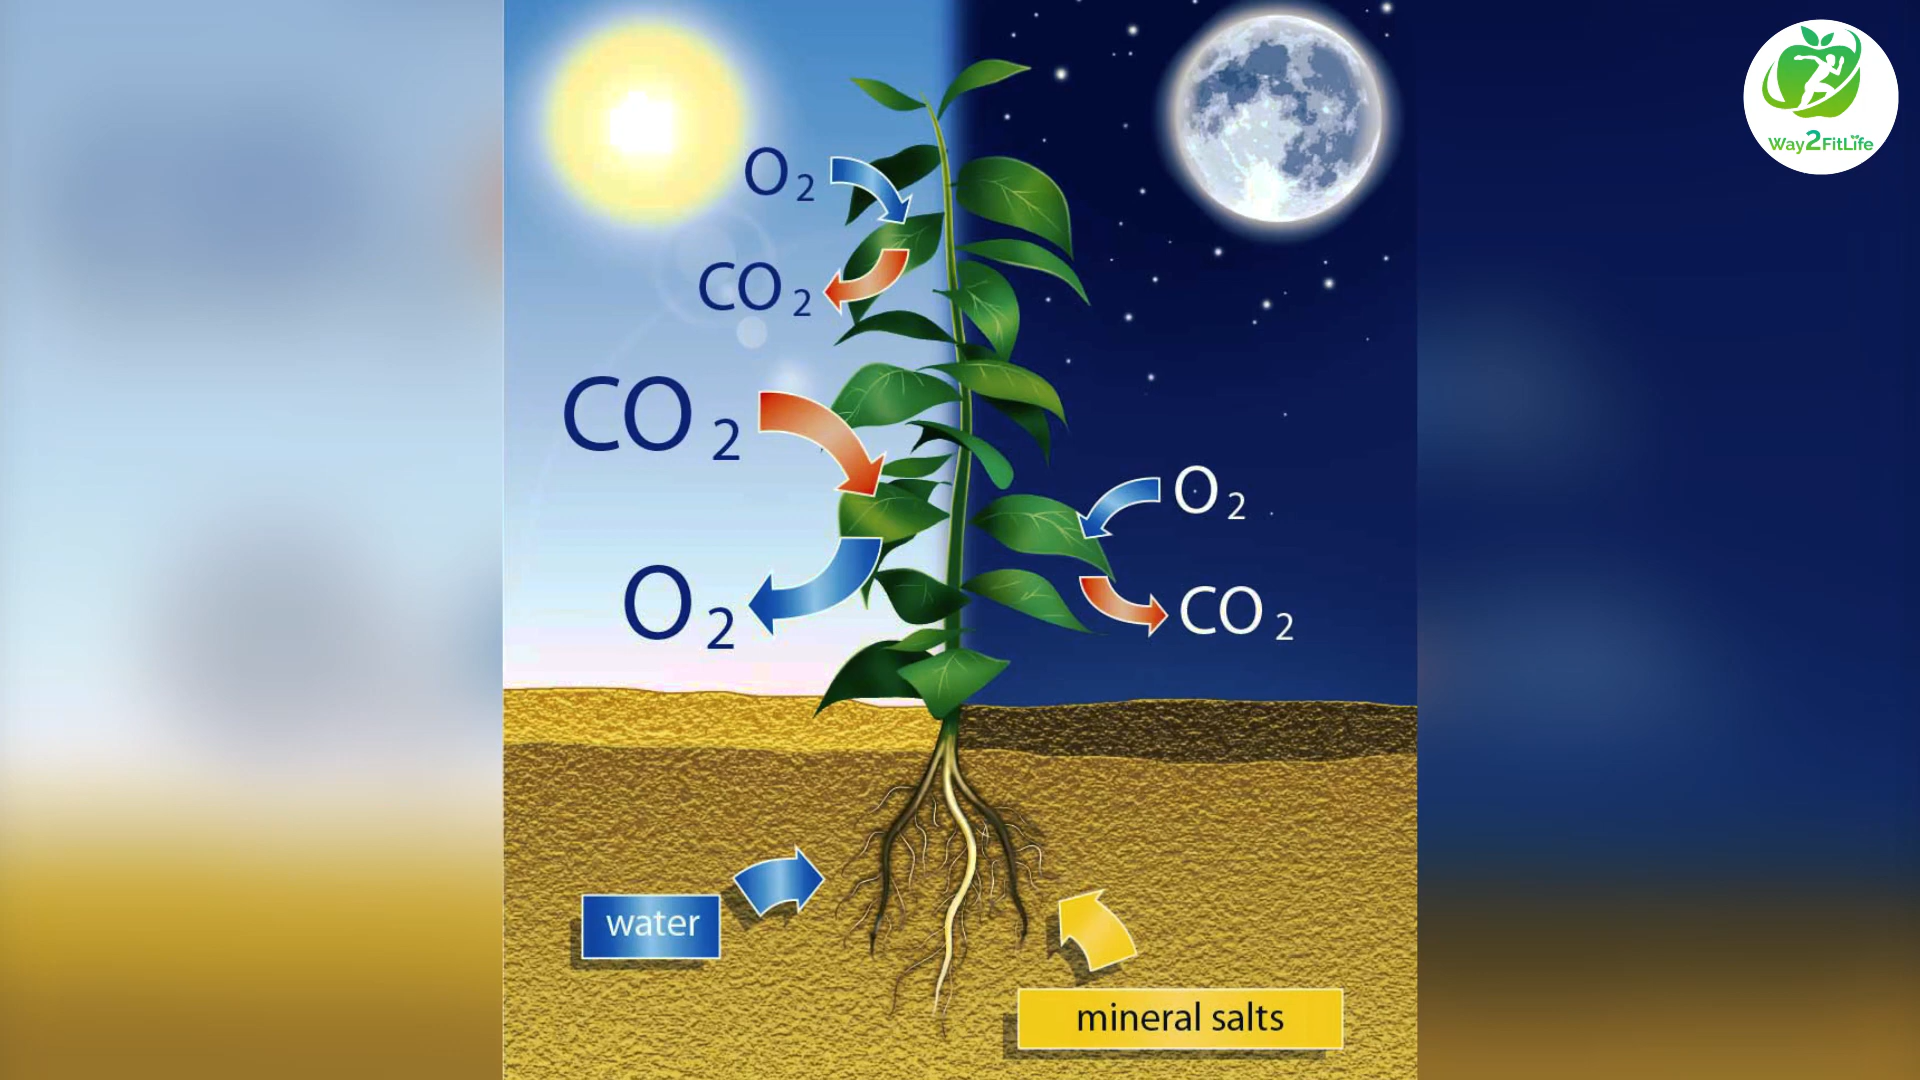 Way2FitLife
O2
CO2
CO2
O2
O2
CO2
water
mineral salts